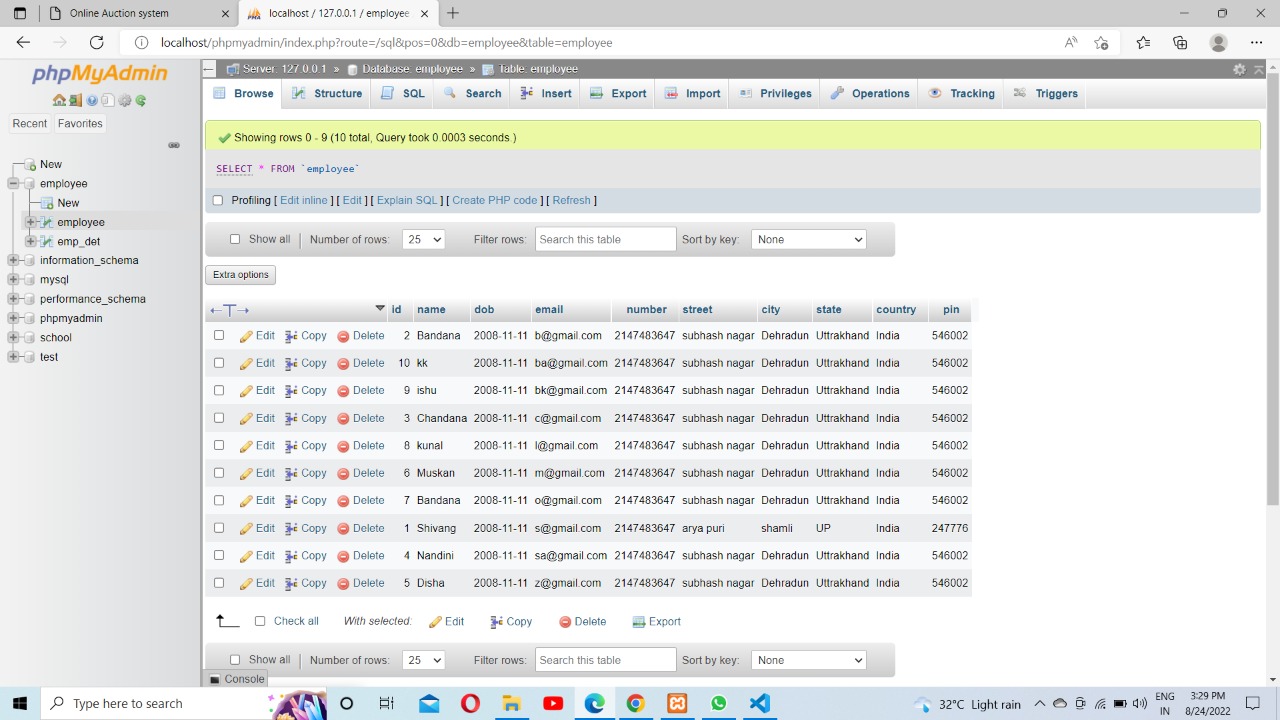 Online Auction system
localhost / 127.0.0.1 / employee
localhost/phpmyadmin/index.php?route=/sql&pos=0&db=employee&table=employee
phpMyAdmin
Server: 127.0.0.1 » Database: employee » Table: employee
Browse Structure SQL Search Insert Export Import Privileges Operations Tracking Triggers
Recent Favorites
New
employee
New
employee
emp_det
information_schema
mysql
performance_schema
phpmyadmin
school
test
Showing rows 0 - 9 (10 total, Query took 0.0003 seconds.)
SELECT * FROM `employee`
Profiling [ Edit inline ] [ Edit ] [ Explain SQL ] [ Create PHP code ] [ Refresh ]
Show all | Number of rows: 25 Filter rows: Search this table Sort by key: None
Extra options
←T→ id name dob email number street city state country pin
Edit Copy Delete 2 Bandana 2008-11-11 b@gmail.com 2147483647 subhash nagar Dehradun Uttrakhand India 546002
Edit Copy Delete 10 kk 2008-11-11 ba@gmail.com 2147483647 subhash nagar Dehradun Uttrakhand India 546002
Edit Copy Delete 9 ishu 2008-11-11 bk@gmail.com 2147483647 subhash nagar Dehradun Uttrakhand India 546002
Edit Copy Delete 3 Chandana 2008-11-11 c@gmail.com 2147483647 subhash nagar Dehradun Uttrakhand India 546002
Edit Copy Delete 8 kunal 2008-11-11 l@gmail.com 2147483647 subhash nagar Dehradun Uttrakhand India 546002
Edit Copy Delete 6 Muskan 2008-11-11 m@gmail.com 2147483647 subhash nagar Dehradun Uttrakhand India 546002
Edit Copy Delete 7 Bandana 2008-11-11 o@gmail.com 2147483647 subhash nagar Dehradun Uttrakhand India 546002
Edit Copy Delete 1 Shivang 2008-11-11 s@gmail.com 2147483647 arya puri shamli UP India 247776
Edit Copy Delete 4 Nandini 2008-11-11 sa@gmail.com 2147483647 subhash nagar Dehradun Uttrakhand India 546002
Edit Copy Delete 5 Disha 2008-11-11 z@gmail.com 2147483647 subhash nagar Dehradun Uttrakhand India 546002
Check all With selected: Edit Copy Delete Export
Show all | Number of rows: 25 Filter rows: Search this table Sort by key: None
Console
Type here to search
32°C Light rain
ENG
IN
3:29 PM
8/24/2022